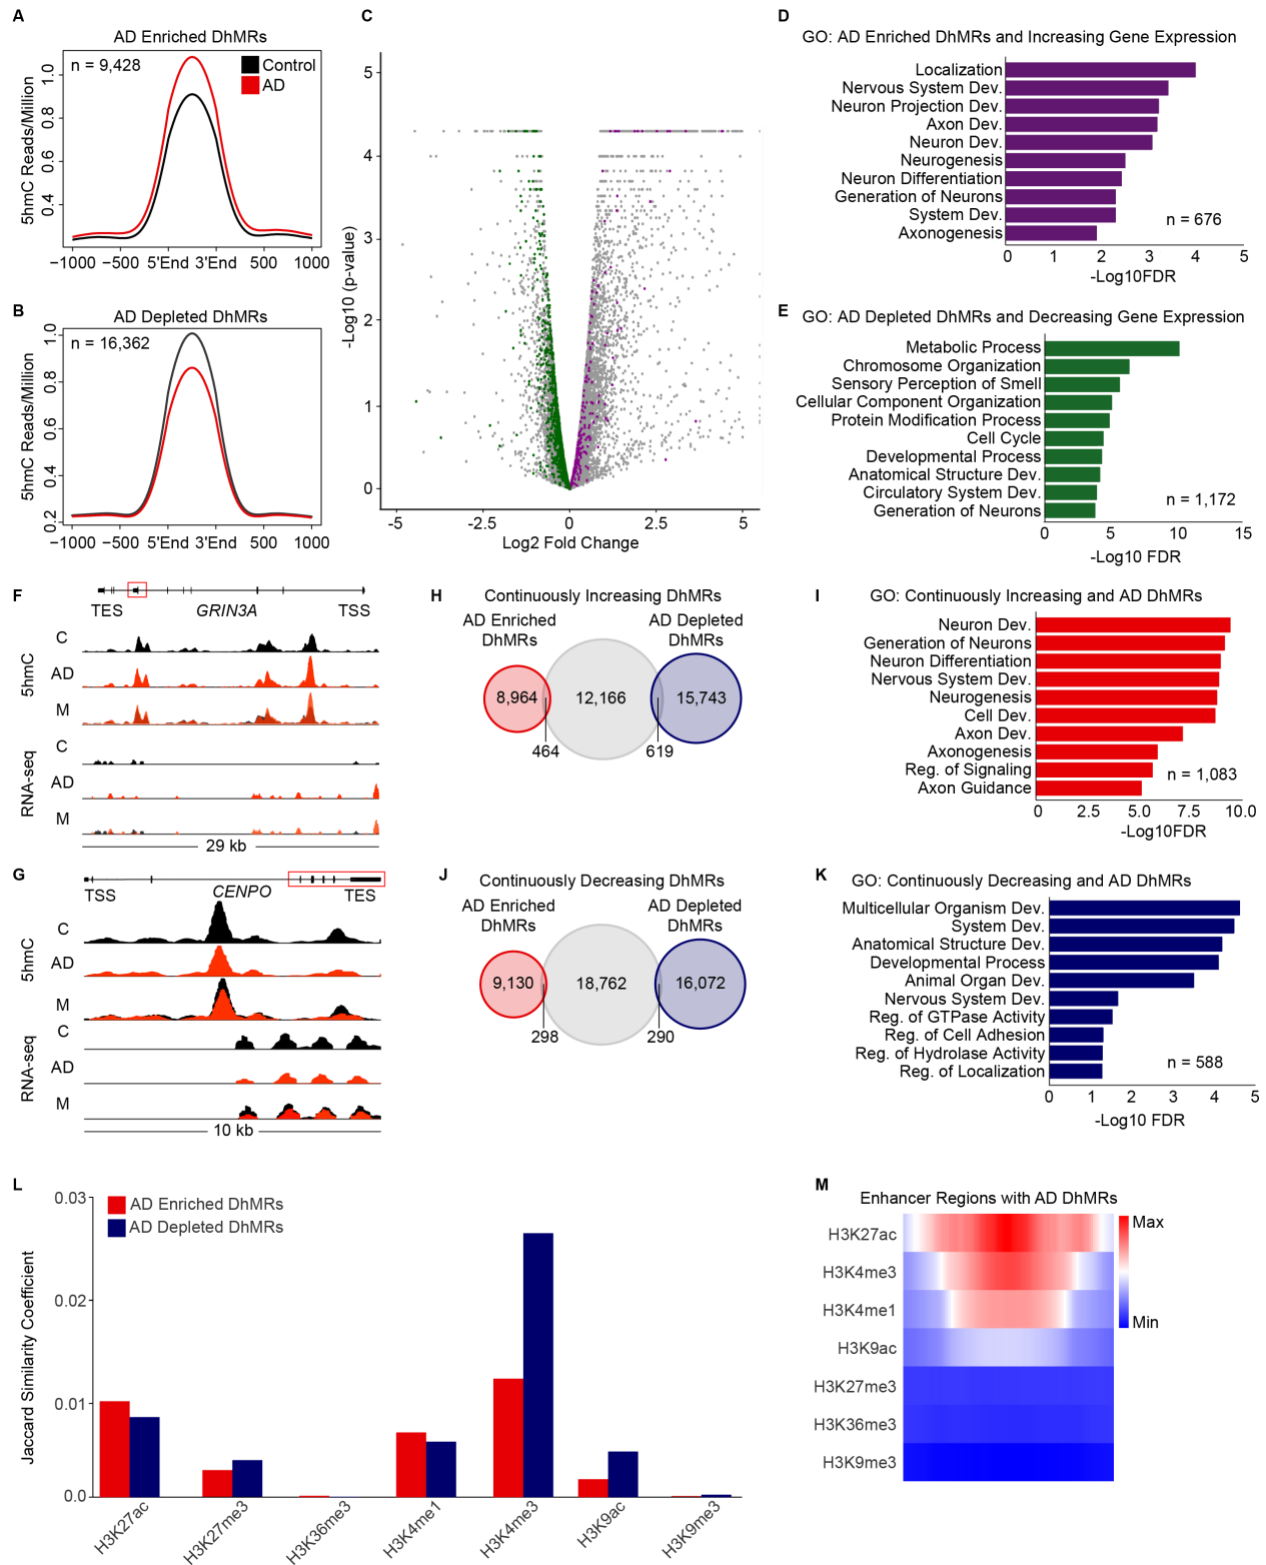 A
AD Enriched DhMRs
n = 9,428
Control
AD
5hmC Reads/Million
1.0
0.8
0.6
0.4
−1000 −500 5'End 3'End 500 1000
B
AD Depleted DhMRs
n = 16,362
5hmC Reads/Million
1.0
0.8
0.6
0.4
0.2
−1000 −500 5'End 3'End 500 1000
C
-Log10 (p-value)
5
4
3
2
1
0
-5 -2.5 0 2.5 5
Log2 Fold Change
D
GO: AD Enriched DhMRs and Increasing Gene Expression
Localization
Nervous System Dev.
Neuron Projection Dev.
Axon Dev.
Neuron Dev.
Neurogenesis
Neuron Differentiation
Generation of Neurons
System Dev.
Axonogenesis
n = 676
0 1 2 3 4 5
-Log10FDR
E
GO: AD Depleted DhMRs and Decreasing Gene Expression
Metabolic Process
Chromosome Organization
Sensory Perception of Smell
Cellular Component Organization
Protein Modification Process
Cell Cycle
Developmental Process
Anatomical Structure Dev.
Circulatory System Dev.
Generation of Neurons
n = 1,172
0 5 10 15
-Log10 FDR
F
TES GRIN3A TSS
5hmC
C
AD
M
RNA-seq
C
AD
M
29 kb
G
TSS CENPO TES
5hmC
C
AD
M
RNA-seq
C
AD
M
10 kb
H
Continuously Increasing DhMRs
AD Enriched DhMRs
AD Depleted DhMRs
8,964 12,166 15,743
464 619
I
GO: Continuously Increasing and AD DhMRs
Neuron Dev.
Generation of Neurons
Neuron Differentiation
Nervous System Dev.
Neurogenesis
Cell Dev.
Axon Dev.
Axonogenesis
Reg. of Signaling
Axon Guidance
n = 1,083
0 2.5 5.0 7.5 10.0
-Log10FDR
J
Continuously Decreasing DhMRs
AD Enriched DhMRs
AD Depleted DhMRs
9,130 18,762 16,072
298 290
K
GO: Continuously Decreasing and AD DhMRs
Multicellular Organism Dev.
System Dev.
Anatomical Structure Dev.
Developmental Process
Animal Organ Dev.
Nervous System Dev.
Reg. of GTPase Activity
Reg. of Cell Adhesion
Reg. of Hydrolase Activity
Reg. of Localization
n = 588
0 1 2 3 4 5
-Log10 FDR
L
AD Enriched DhMRs
AD Depleted DhMRs
Jaccard Similarity Coefficient
0.03
0.02
0.01
0.0
H3K27ac H3K27me3 H3K36me3 H3K4me1 H3K4me3 H3K9ac H3K9me3
M
Enhancer Regions with AD DhMRs
H3K27ac
H3K4me3
H3K4me1
H3K9ac
H3K27me3
H3K36me3
H3K9me3
Max
Min